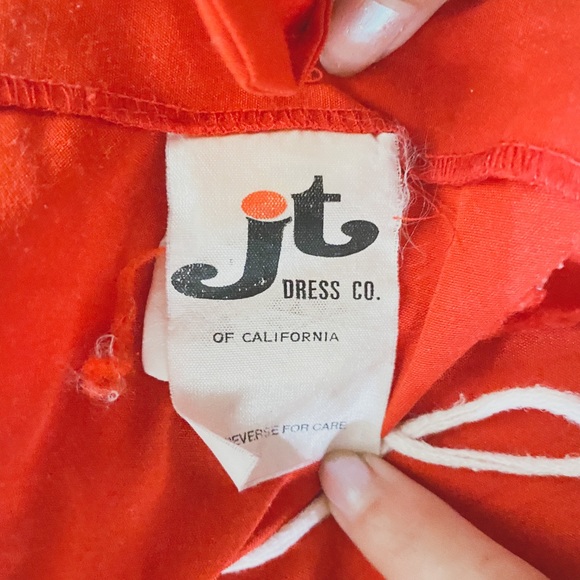 jt
DRESS CO.
OF CALIFORNIA
REVERSE FOR CARE